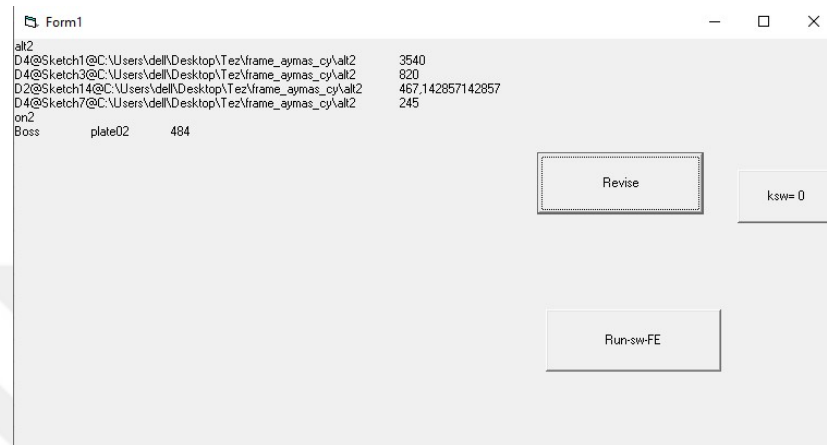 Form1
alt2
D4@Sketch1@C:\Users\dell\Desktop\Tez\frame_aymas_cy\alt2 3540
D4@Sketch3@C:\Users\dell\Desktop\Tez\frame_aymas_cy\alt2 820
D2@Sketch14@C:\Users\dell\Desktop\Tez\frame_aymas_cy\alt2 467,142857142857
D4@Sketch7@C:\Users\dell\Desktop\Tez\frame_aymas_cy\alt2 245
on2
Boss plate02 484
Revise
ksw= 0
Run-sw-FE